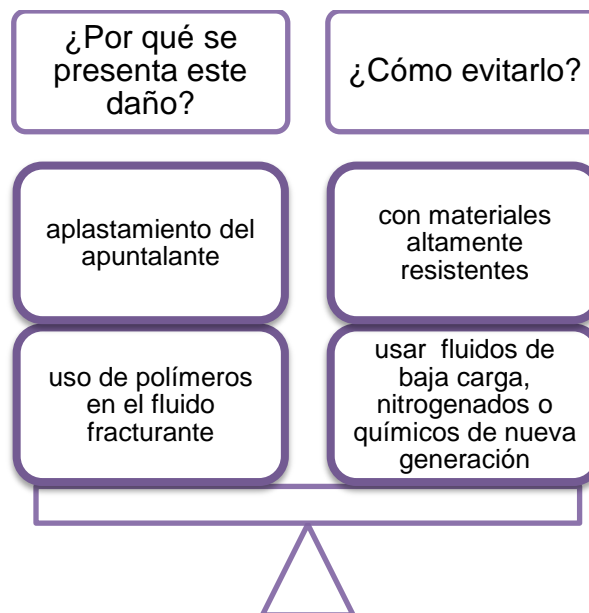 ¿Por qué se
presenta este
daño?
¿Cómo evitarlo?
aplastamiento del
apuntalante
con materiales
altamente
resistentes
uso de polímeros
en el fluido
fracturante
usar fluidos de
baja carga,
nitrogenados o
químicos de nueva
generación